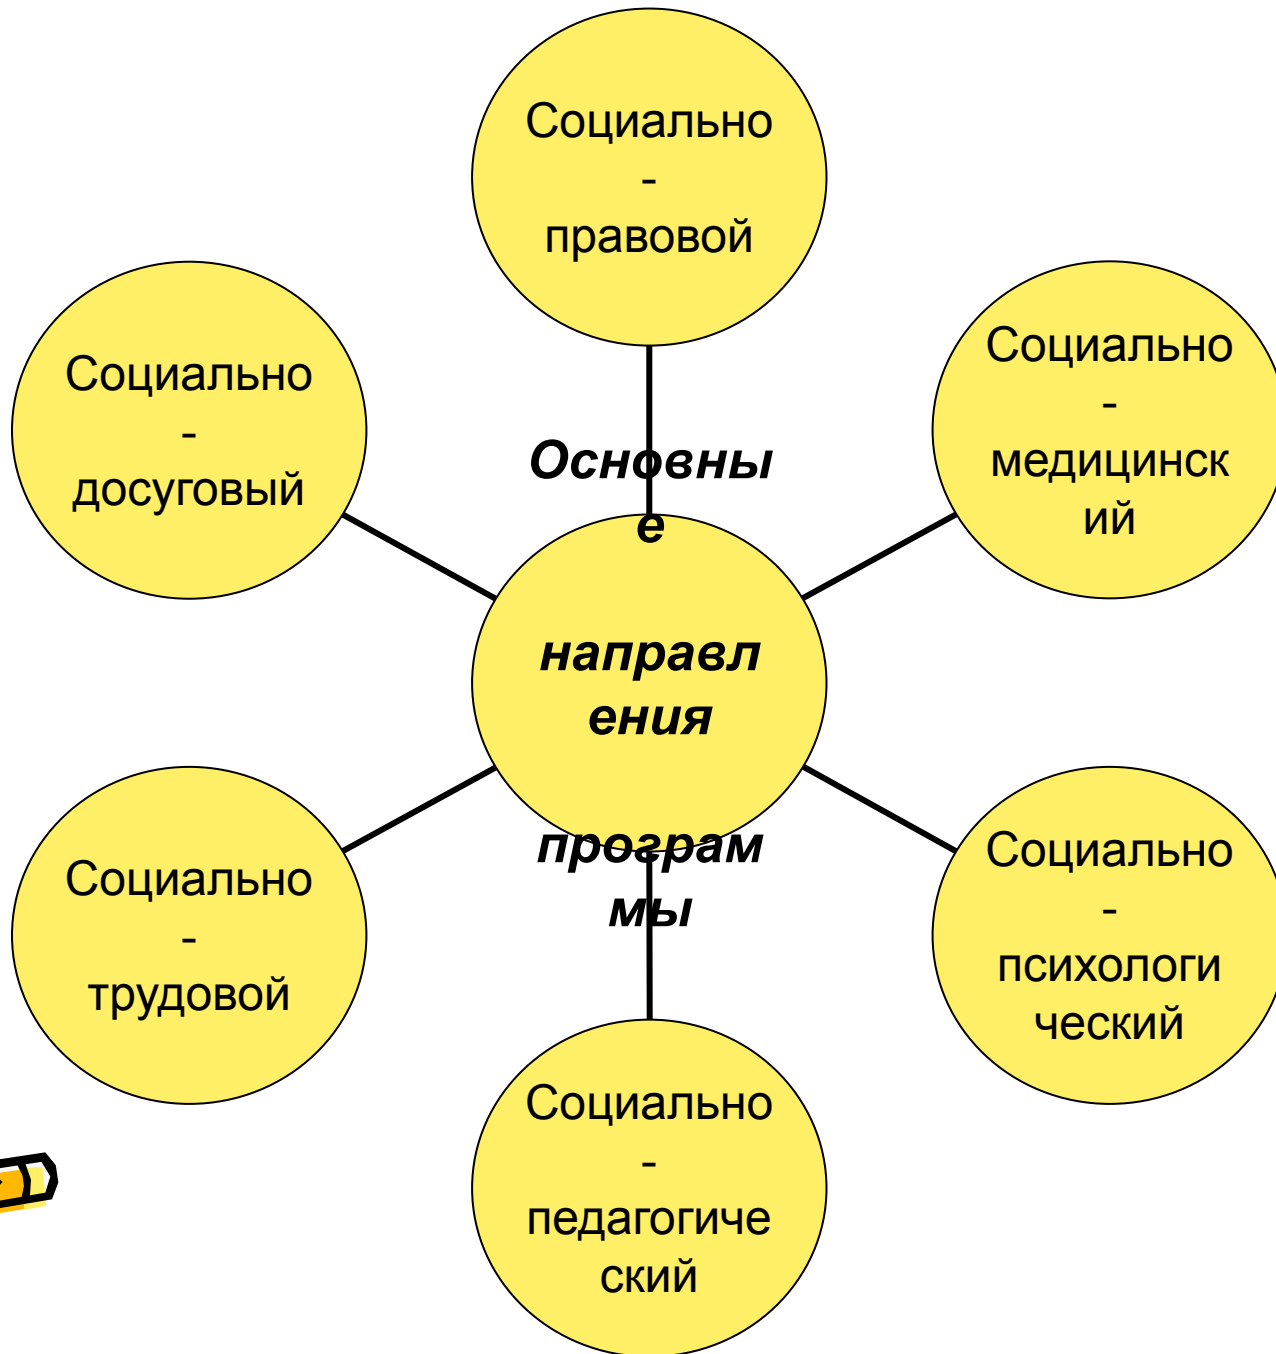 Социально
-
правовой
Социально
-
досуговый
Социально
-
медицинск
ий
Основны
е
направл
ения
програм
мы
Социально
-
трудовой
Социально
-
психологи
ческий
Социально
-
педагогиче
ский